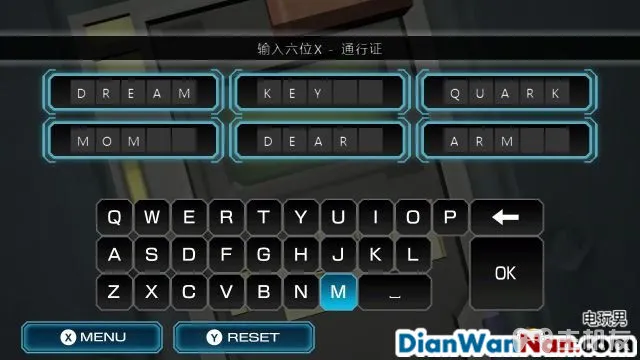 输入六位X - 通行证
DREAM KEY QUARK
MOM DEAR ARM
Q W E R T Y U I O P ←
A S D F G H J K L OK
Z X C V B N M ⎵
X MENU Y RESET
电玩男
DianWanNan.com